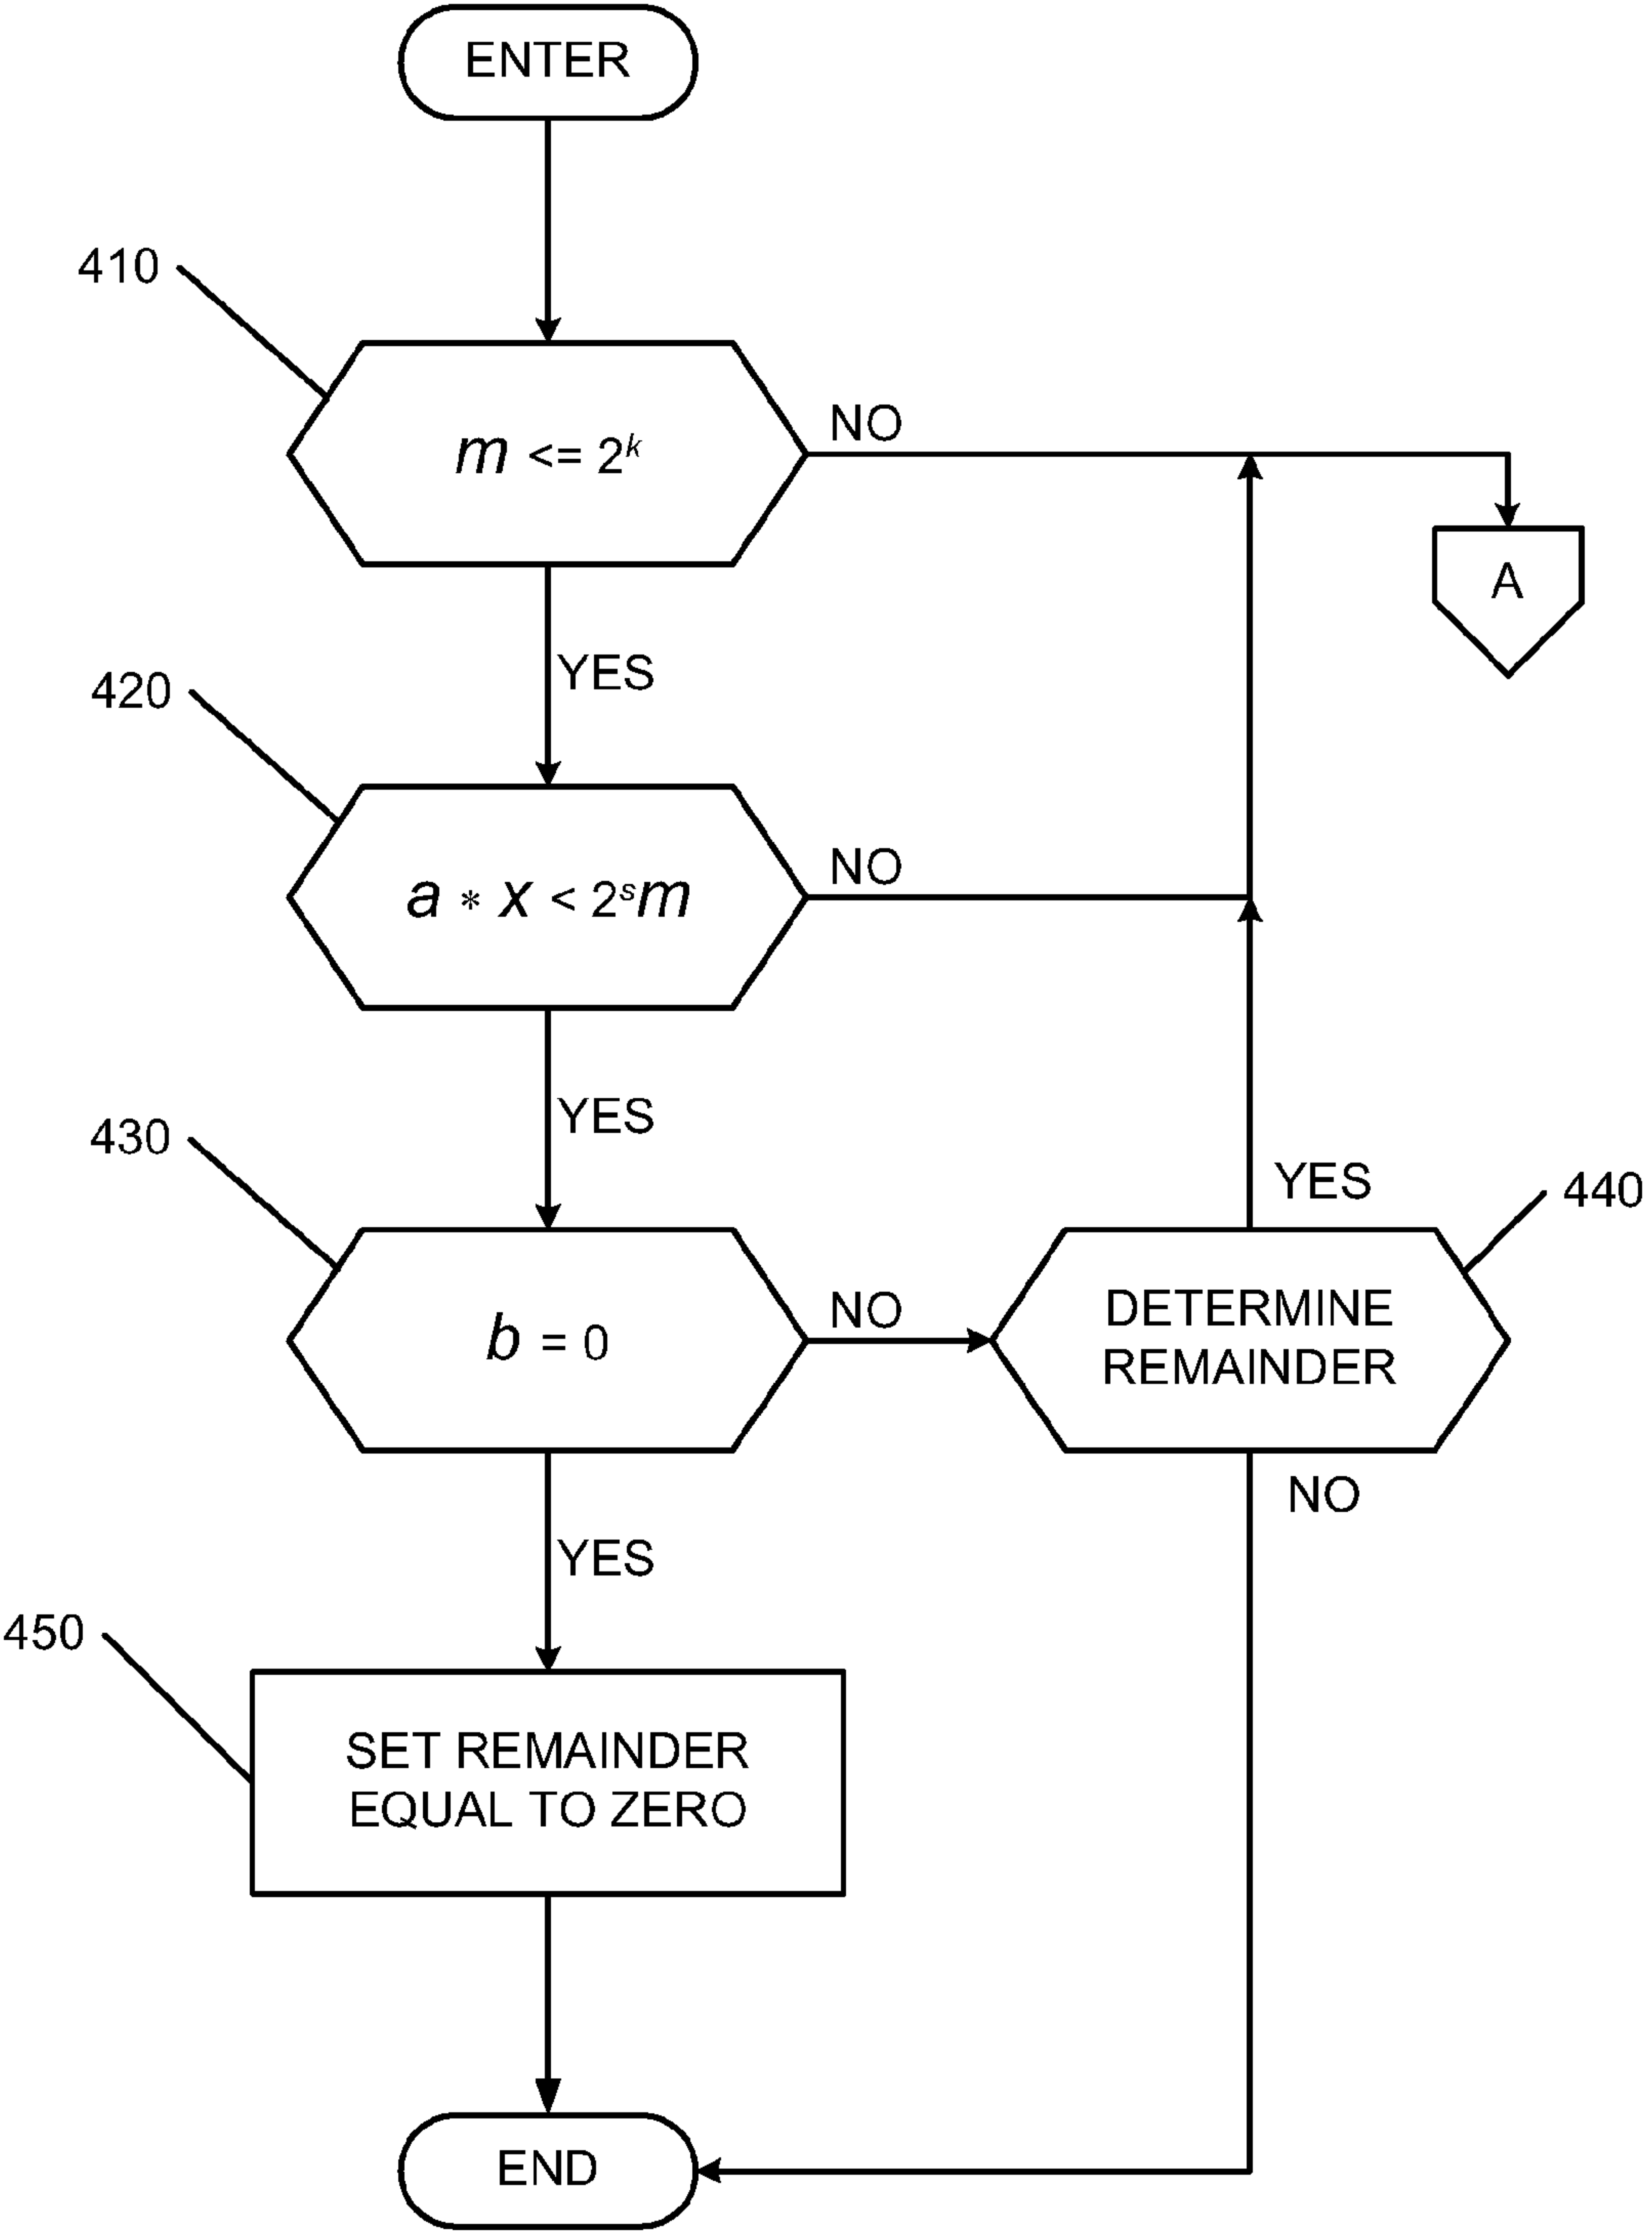 ENTER
410
m <= 2ᵏ
NO
A
YES
420
a * x < 2ˢm
NO
YES
430
b = 0
NO
YES
440
DETERMINE
REMAINDER
NO
YES
450
SET REMAINDER
EQUAL TO ZERO
END